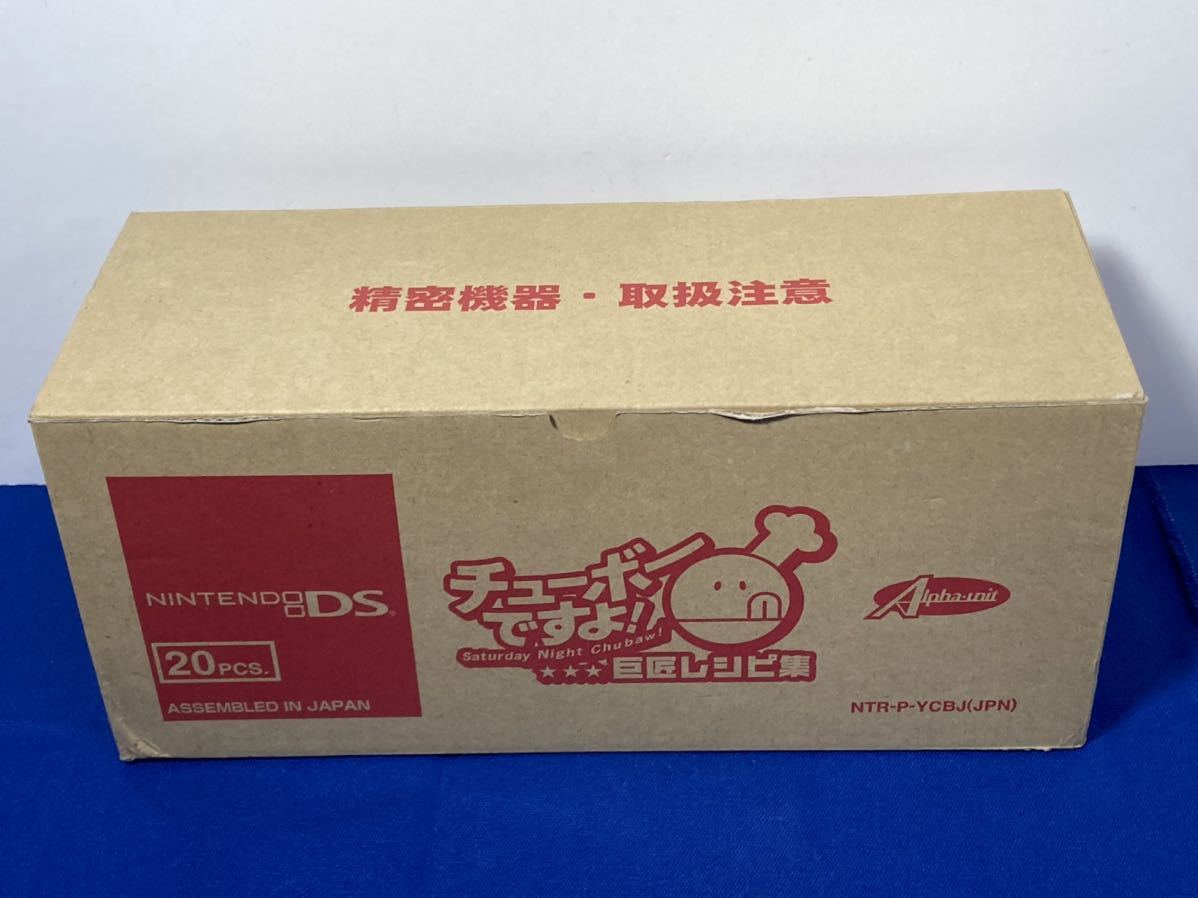 精密機器・取扱注意
NINTENDO DS
20 PCS.
ASSEMBLED IN JAPAN
チューボー
ですよ!!
Saturday Night Chubaw!
★★★巨匠レシピ集
Alpha-unit
NTR-P-YCBJ(JPN)